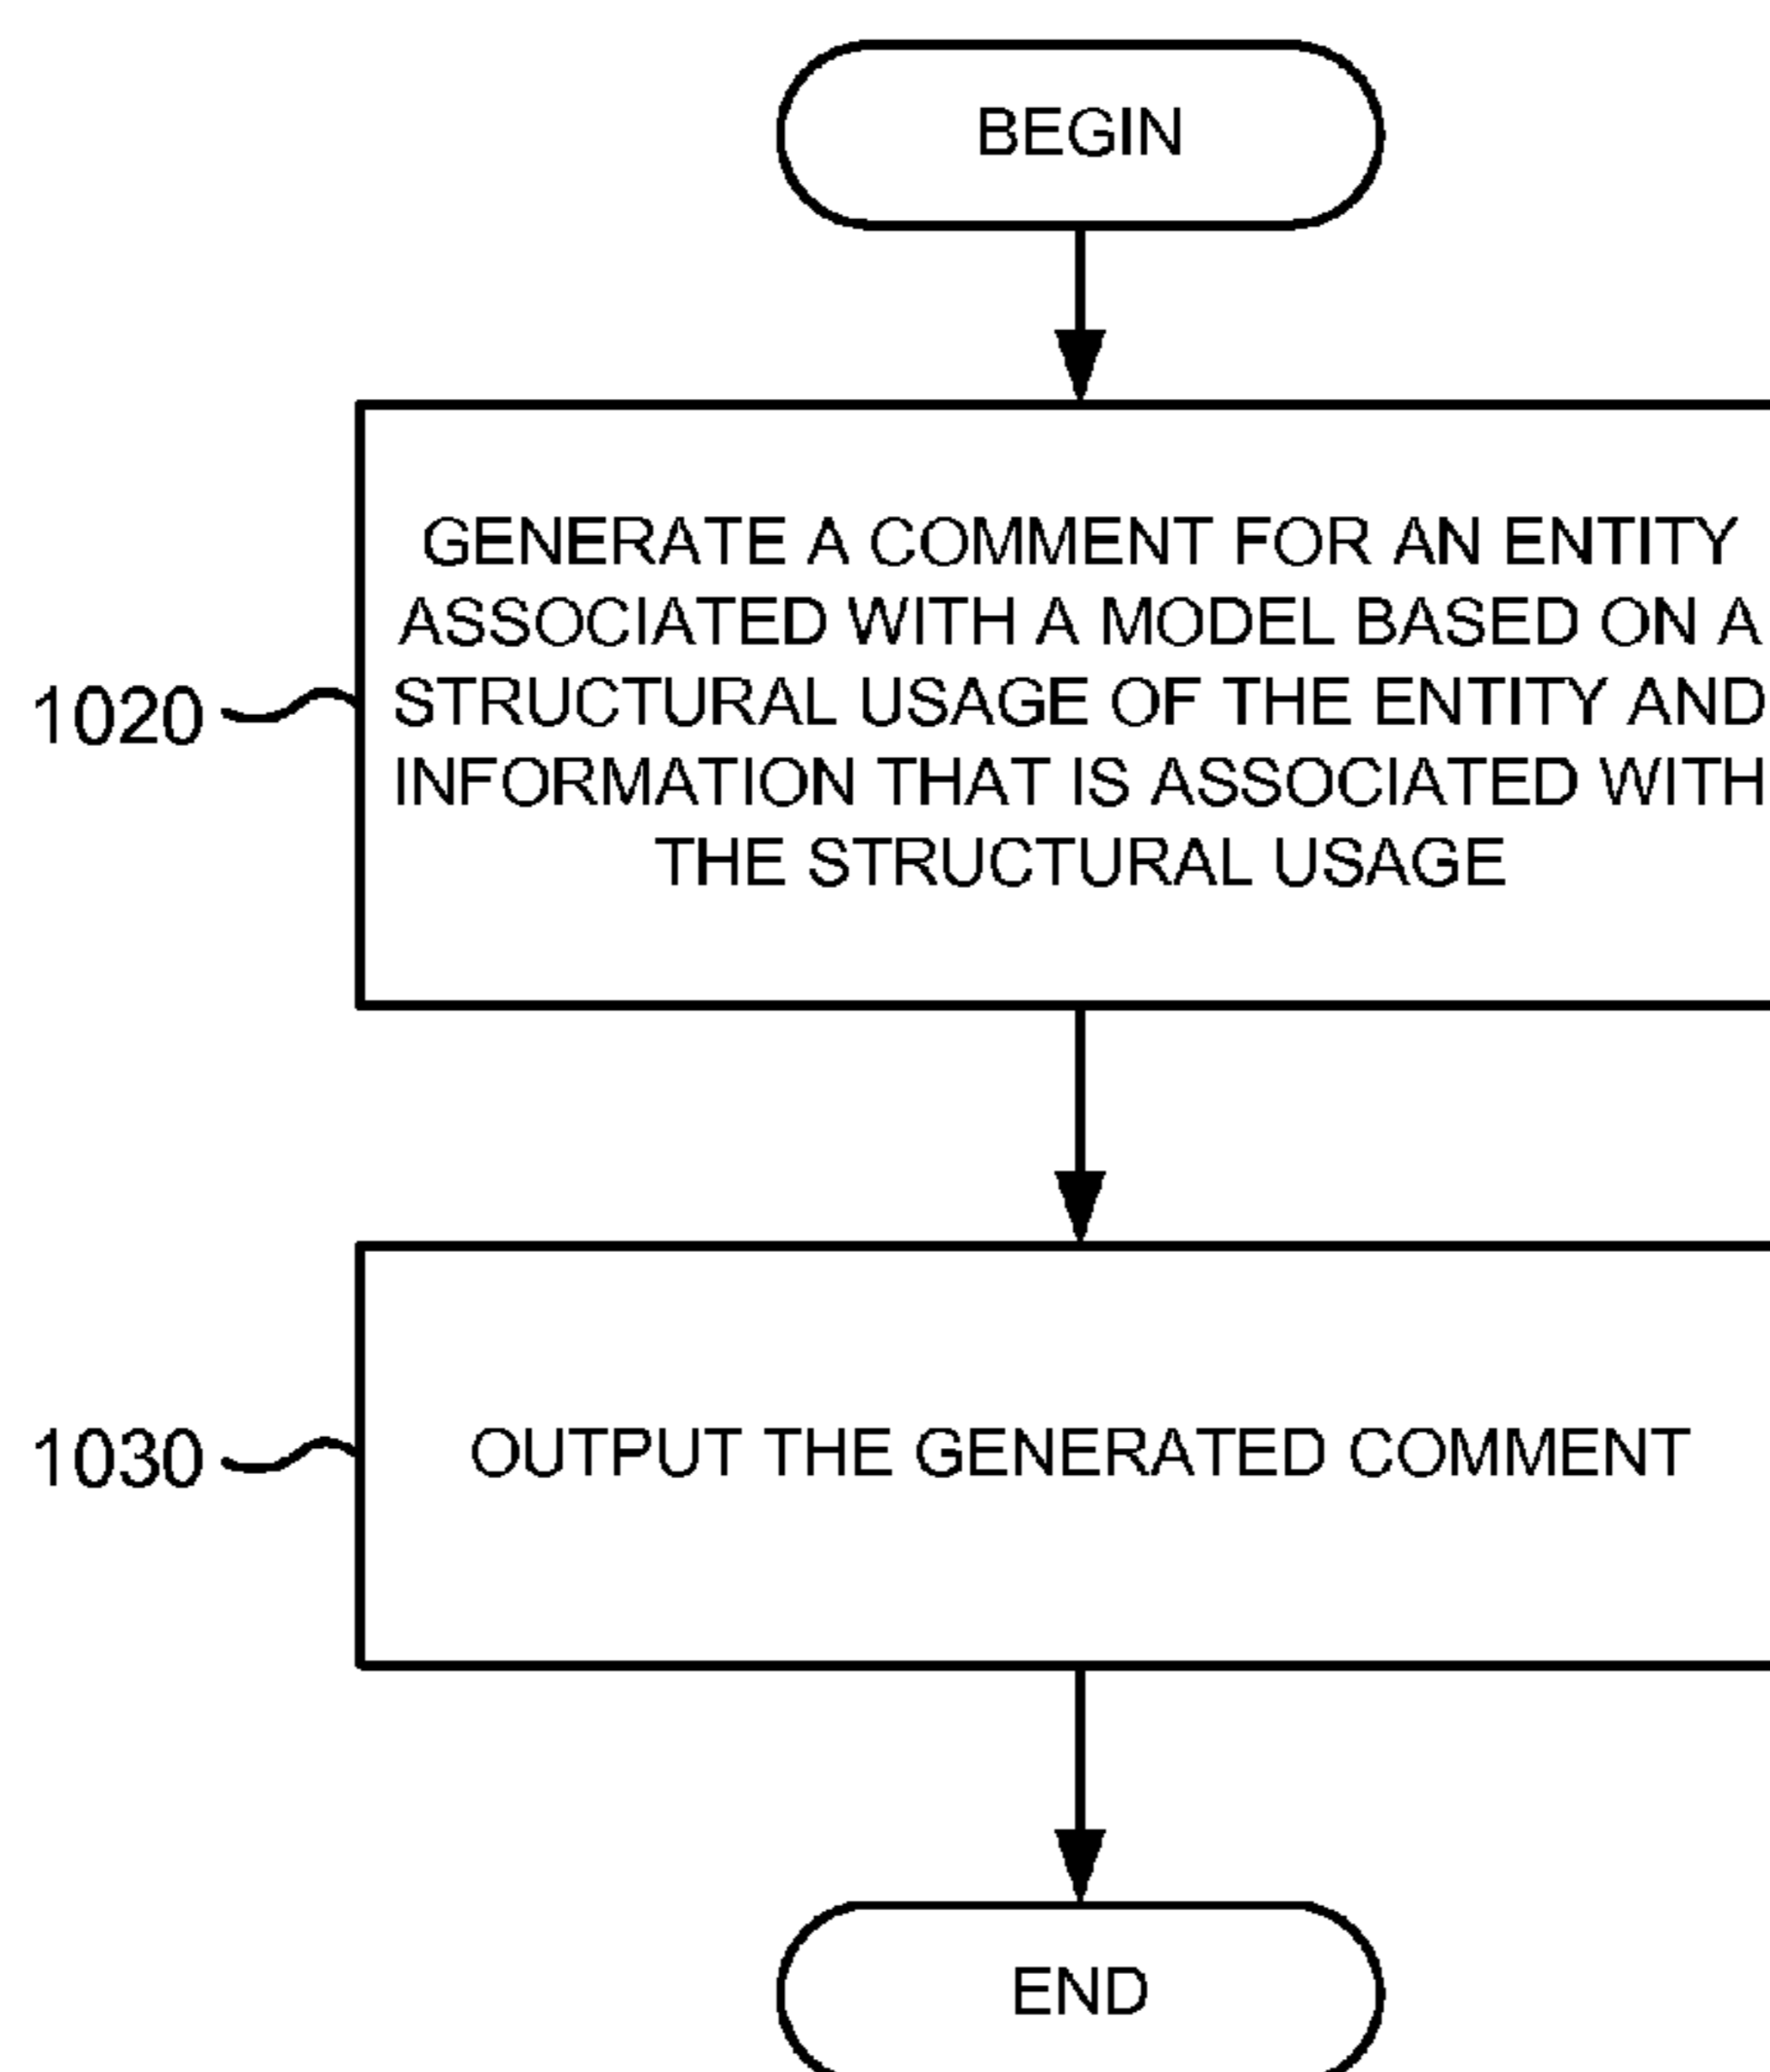 BEGIN
GENERATE A COMMENT FOR AN ENTITY
ASSOCIATED WITH A MODEL BASED ON A
1020
STRUCTURAL USAGE OF THE ENTITY AND
INFORMATION THAT IS ASSOCIATED WITH
THE STRUCTURAL USAGE
1030
OUTPUT THE GENERATED COMMENT
END